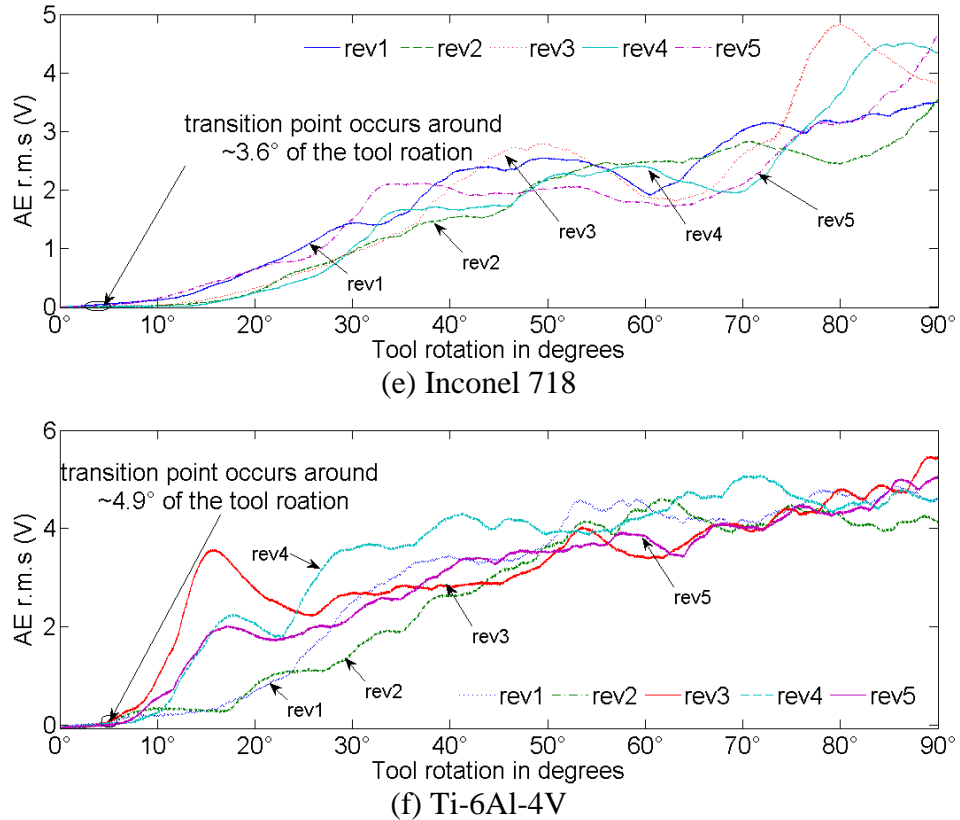 5
4
3
2
1
0
AE r.m.s (V)
rev1 rev2 rev3 rev4 rev5
transition point occurs around
~3.6° of the tool roation
rev1
rev2
rev3
rev4
rev5
0° 10° 20° 30° 40° 50° 60° 70° 80° 90°
Tool rotation in degrees
(e) Inconel 718
6
4
2
0
AE r.m.s (V)
transition point occurs around
~4.9° of the tool roation
rev4
rev1
rev2
rev3
rev5
rev1 rev2 rev3 rev4 rev5
0° 10° 20° 30° 40° 50° 60° 70° 80° 90°
Tool rotation in degrees
(f) Ti-6Al-4V